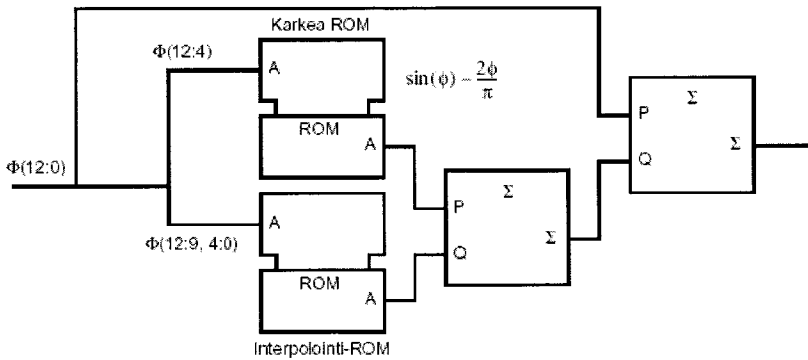 Karkea ROM
Φ(12:4)
A
sin(ϕ) − 2ϕ/π
Σ
P
ROM
A
Σ
Φ(12:0)
Q
Σ
P
A
Σ
Φ(12:9, 4:0)
Q
ROM
A
Interpolointi-ROM